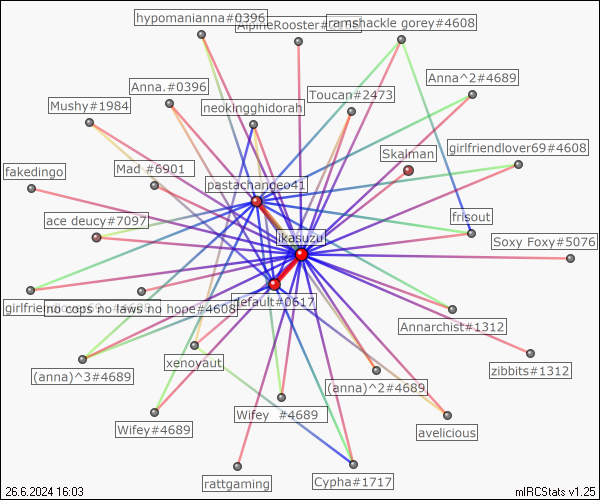 hypomanianna#0396
AlpineRooster#
ramshackle gorey#4608
Anna^2#4689
Anna.#0396
Toucan#2473
Mushy#1984
neokingghidorah
girlfriendlover69#4608
Skalman
Mad #6901
fakedingo
pastachangeo41
frisout
ace deucy#7097
ikasuzu
Soxy Foxy#5076
default#0617
no cops no laws no hope#4608
Annarchist#1312
xenoyaut
zibbits#1312
(anna)^3#4689
(anna)^2#4689
Wifey #4689
Wifey#4689
avelicious
rattgaming
Cypha#1717
26.6.2024 16:03
mIRCStats v1.25